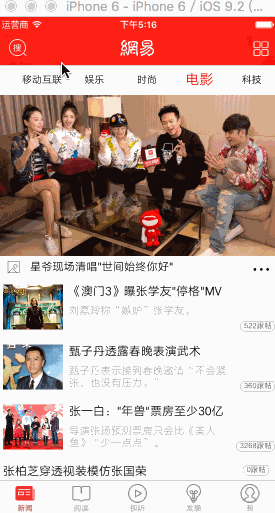 iPhone 6 - iPhone 6 / iOS 9.2 (...
运营商 下午5:16
搜 網易
移动互联 娱乐 时尚 电影 科技
星爷现场清唱"世间始终你好"
《澳门3》曝张学友"停格"MV
刘嘉玲称“嫉妒”张学友。
522跟帖
甄子丹透露春晚表演武术
甄子丹表示接到春晚邀请“不会紧
张，也没有压力。”
360跟帖
张一白："年兽"票房至少30亿
导演张扬预测票房只会比《美人
鱼》“少一点点”。
3268跟帖
张柏芝穿透视装模仿张国荣
0跟帖
新闻 阅读 视听 发现 我